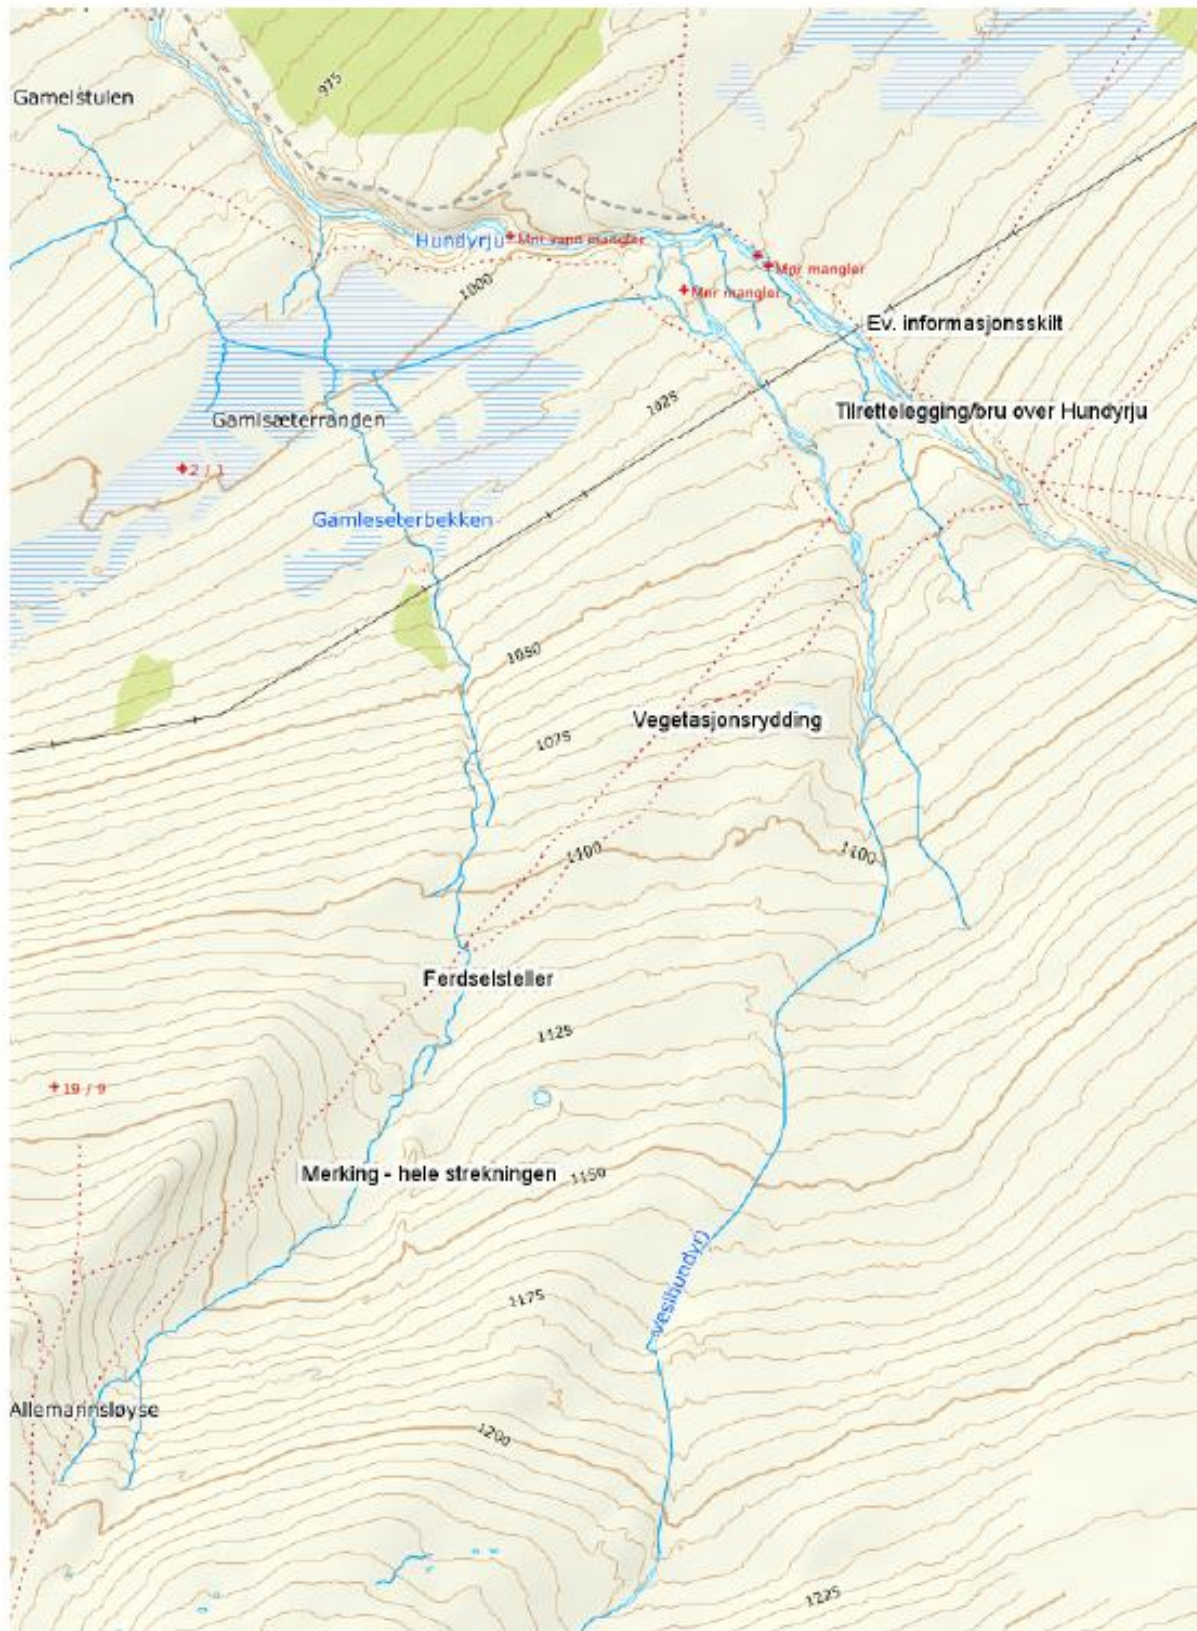 975
Gamelstulen
Hundyrju
Mnr vann mangler
Mnr mangler
Mnr mangler
1000
Ev. informasjonsskilt
1025
Tilrettelegging/bru over Hundyrju
Gamlsæterranden
2 / 1
Gamleseterbekken
1050
Vegetasjonsrydding
1075
1100
1100
Ferdselsteller
1125
19 / 9
Merking - hele strekningen
1150
Veslhundyrj
1175
Allemannsløyse
1200
1225